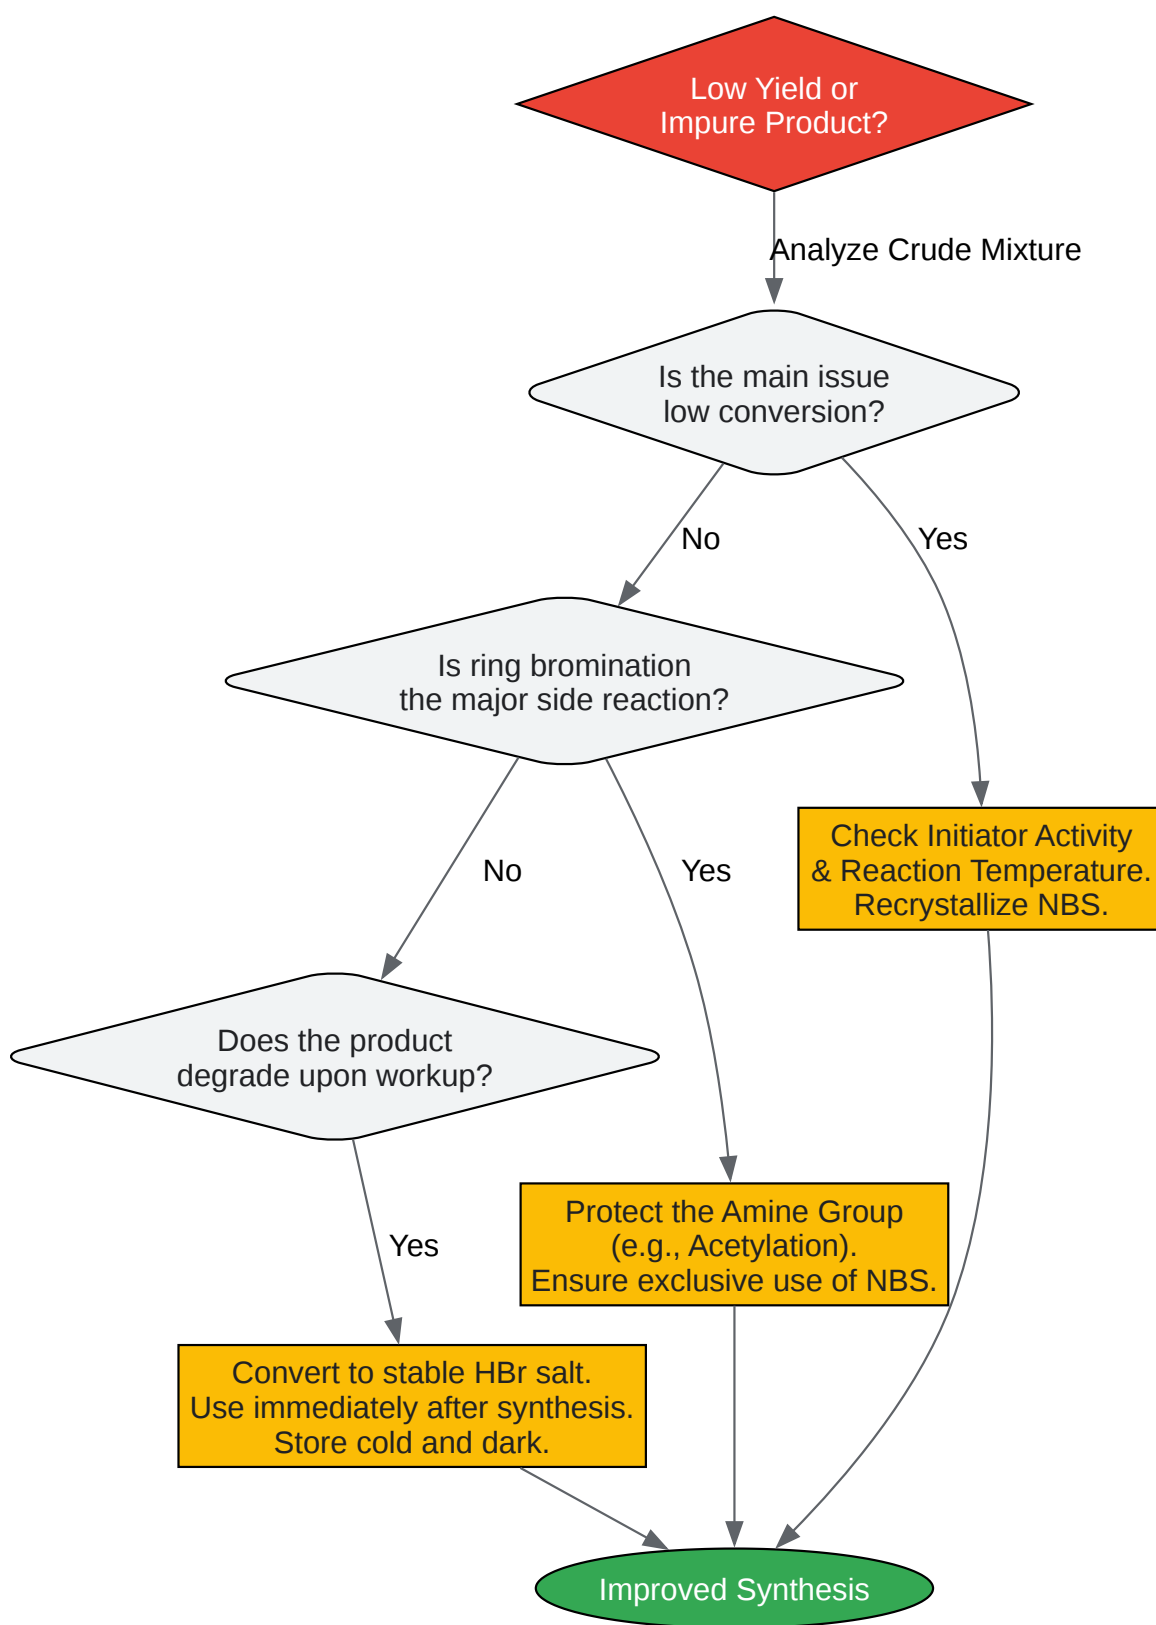 Low Yield or
Impure Product?
Analyze Crude Mixture
Is the main issue
low conversion?
No
Yes
Is ring bromination
the major side reaction?
Check Initiator Activity
& Reaction Temperature.
Recrystallize NBS.
No
Yes
Does the product
degrade upon workup?
Protect the Amine Group
(e.g., Acetylation).
Ensure exclusive use of NBS.
Yes
Convert to stable HBr salt.
Use immediately after synthesis.
Store cold and dark.
Improved Synthesis